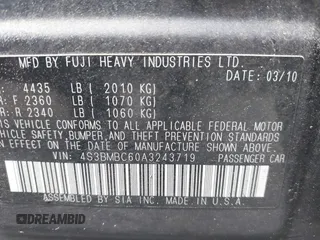 MFD BY FUJI HEAVY INDUSTRIES LTD.
DATE: 03/10
4435 LB ( 2010 KG)
R: F 2360 LB ( 1070 KG)
R: R 2340 LB ( 1060 KG)
VEHICLE CONFORMS TO ALL APPLICABLE FEDERAL MOTOR
VEHICLE SAFETY, BUMPER, AND THEFT PREVENTION STANDARDS
EFFECT ON THE DATE OF MANUFACTURE SHOWN ABOVE.
VIN: 4S3BMBC60A3243719 PASSENGER CAR
ASSEMBLED BY SIA INC. MADE IN U.S.A.
DREAMBID